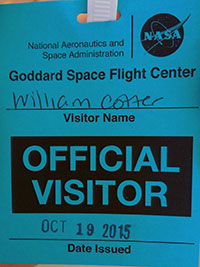 NASA
National Aeronautics and
Space Administration
Goddard Space Flight Center
William Cotter
Visitor Name
OFFICIAL
VISITOR
OCT 19 2015
Date Issued